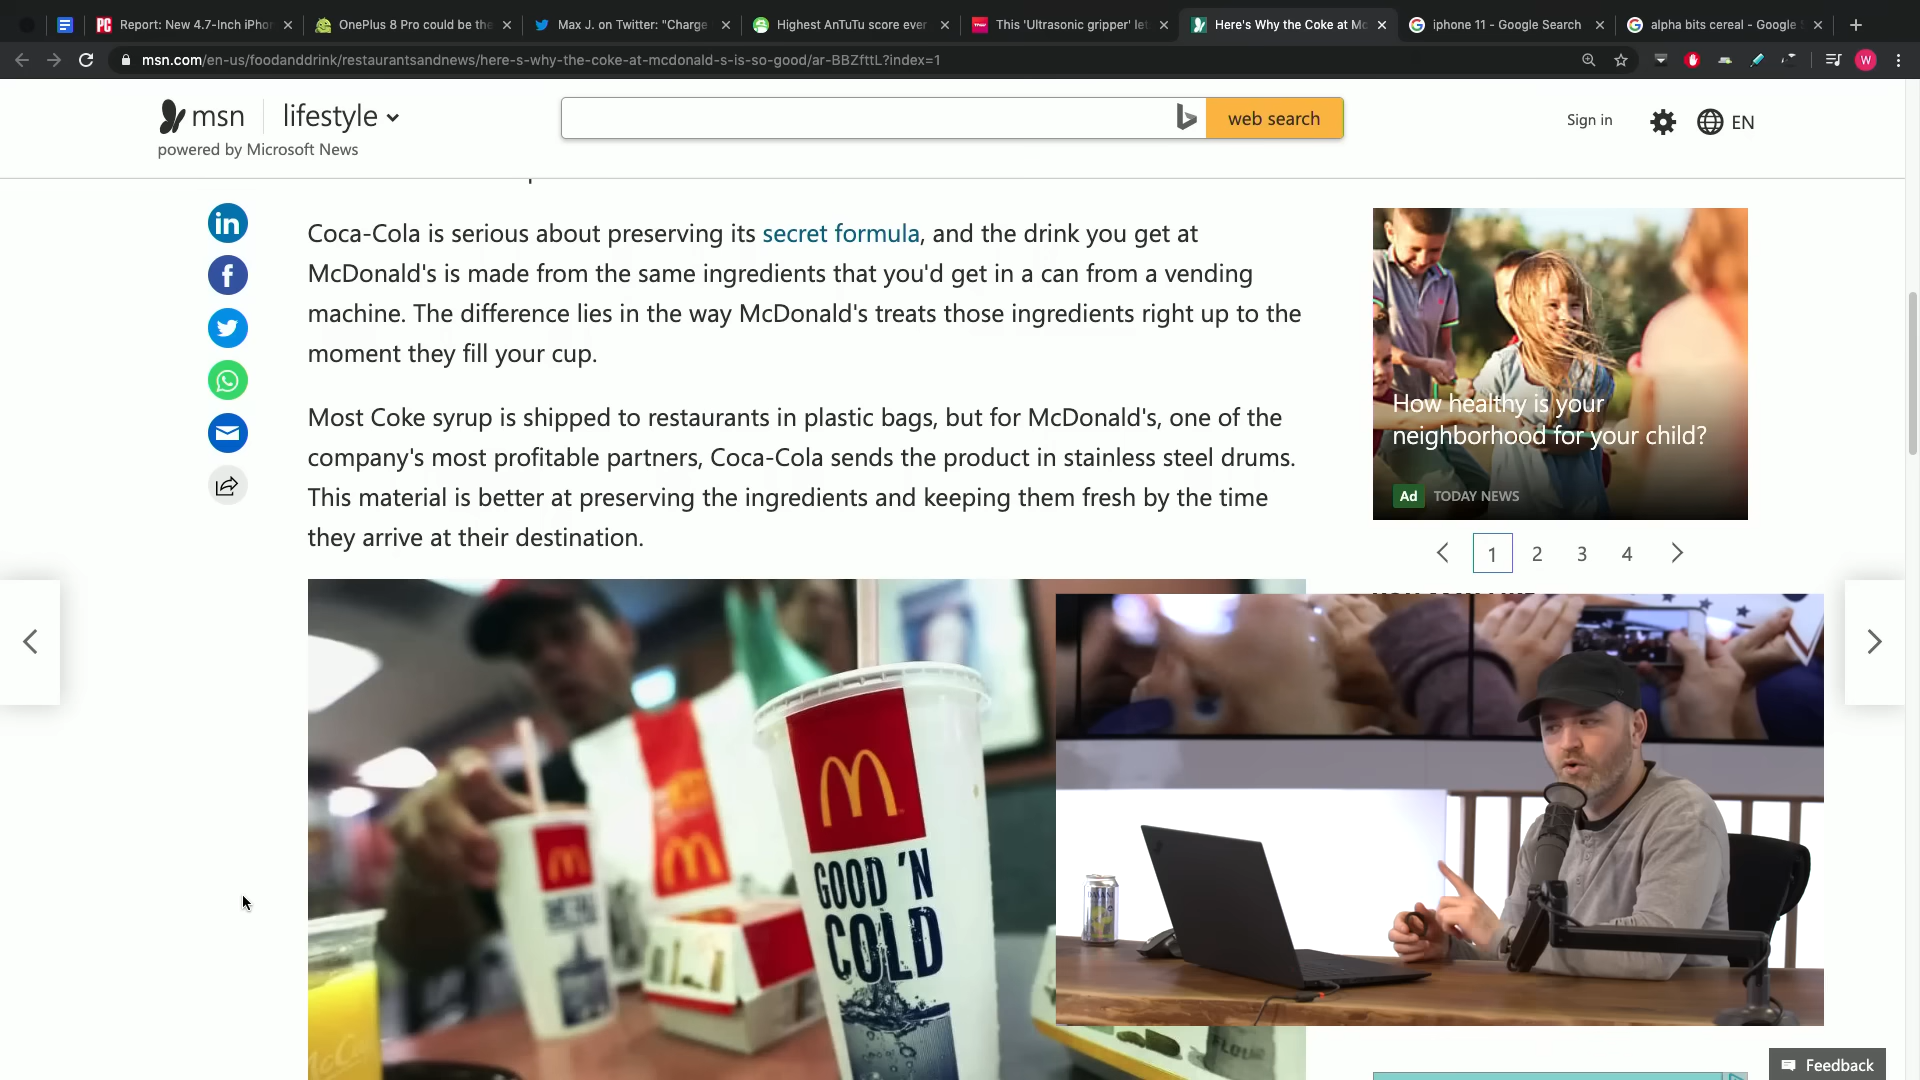 Report: New 4.7-Inch iPho
OnePlus 8 Pro could be the
Max J. on Twitter: "Charge
Highest AnTuTu score ever
This 'Ultrasonic gripper' let
Here's Why the Coke at Mc
iphone 11 - Google Search
alpha bits cereal - Google S
msn.com/en-us/foodanddrink/restaurantsandnews/here-s-why-the-coke-at-mcdonald-s-is-so-good/ar-BBZfttL?index=1
W
msn
lifestyle
powered by Microsoft News
web search
Sign in
EN
Coca-Cola is serious about preserving its secret formula, and the drink you get at
McDonald's is made from the same ingredients that you'd get in a can from a vending
machine. The difference lies in the way McDonald's treats those ingredients right up to the
moment they fill your cup.
Most Coke syrup is shipped to restaurants in plastic bags, but for McDonald's, one of the
company's most profitable partners, Coca-Cola sends the product in stainless steel drums.
This material is better at preserving the ingredients and keeping them fresh by the time
they arrive at their destination.
How healthy is your
neighborhood for your child?
Ad TODAY NEWS
1 2 3 4
GOOD 'N
COLD
Feedback